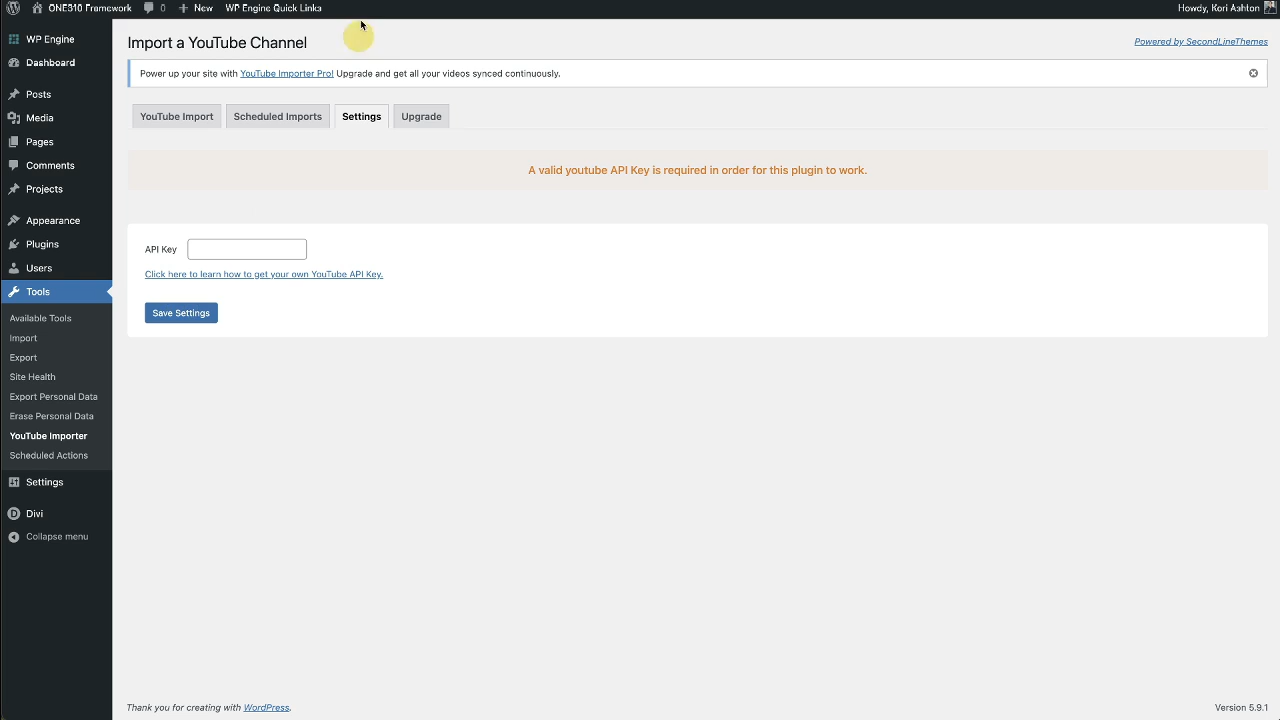 ONE310 Framework 0 New WP Engine Quick Links Howdy, Kori Ashton
WP Engine
Dashboard
Posts
Media
Pages
Comments
Projects
Appearance
Plugins
Users
Tools
Available Tools
Import
Export
Site Health
Export Personal Data
Erase Personal Data
YouTube Importer
Scheduled Actions
Settings
Divi
Collapse menu
Import a YouTube Channel
Powered by SecondLineThemes
Power up your site with YouTube Importer Pro! Upgrade and get all your videos synced continuously.
YouTube Import Scheduled Imports Settings Upgrade
A valid youtube API Key is required in order for this plugin to work.
API Key
Click here to learn how to get your own YouTube API Key.
Save Settings
Thank you for creating with WordPress. Version 5.9.1